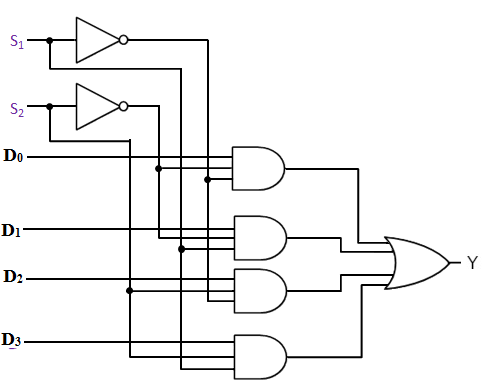 S₁
S₂
D₀
D₁
D₂
D₃
Y